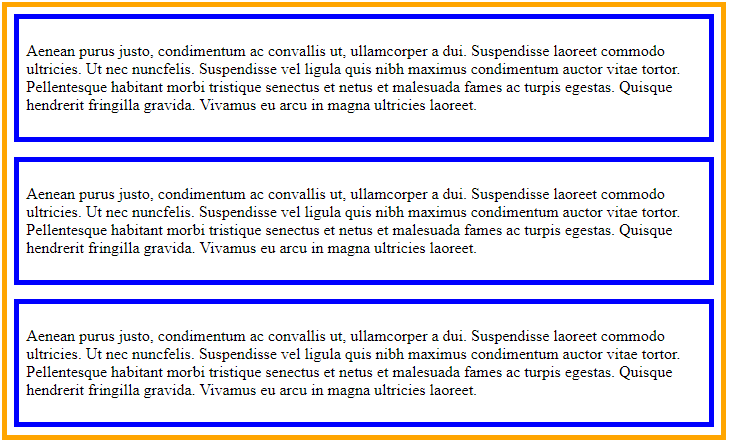 Aenean purus justo, condimentum ac convallis ut, ullamcorper a dui. Suspendisse laoreet commodo
ultricies. Ut nec nuncfelis. Suspendisse vel ligula quis nibh maximus condimentum auctor vitae tortor.
Pellentesque habitant morbi tristique senectus et netus et malesuada fames ac turpis egestas. Quisque
hendrerit fringilla gravida. Vivamus eu arcu in magna ultricies laoreet.
Aenean purus justo, condimentum ac convallis ut, ullamcorper a dui. Suspendisse laoreet commodo
ultricies. Ut nec nuncfelis. Suspendisse vel ligula quis nibh maximus condimentum auctor vitae tortor.
Pellentesque habitant morbi tristique senectus et netus et malesuada fames ac turpis egestas. Quisque
hendrerit fringilla gravida. Vivamus eu arcu in magna ultricies laoreet.
Aenean purus justo, condimentum ac convallis ut, ullamcorper a dui. Suspendisse laoreet commodo
ultricies. Ut nec nuncfelis. Suspendisse vel ligula quis nibh maximus condimentum auctor vitae tortor.
Pellentesque habitant morbi tristique senectus et netus et malesuada fames ac turpis egestas. Quisque
hendrerit fringilla gravida. Vivamus eu arcu in magna ultricies laoreet.